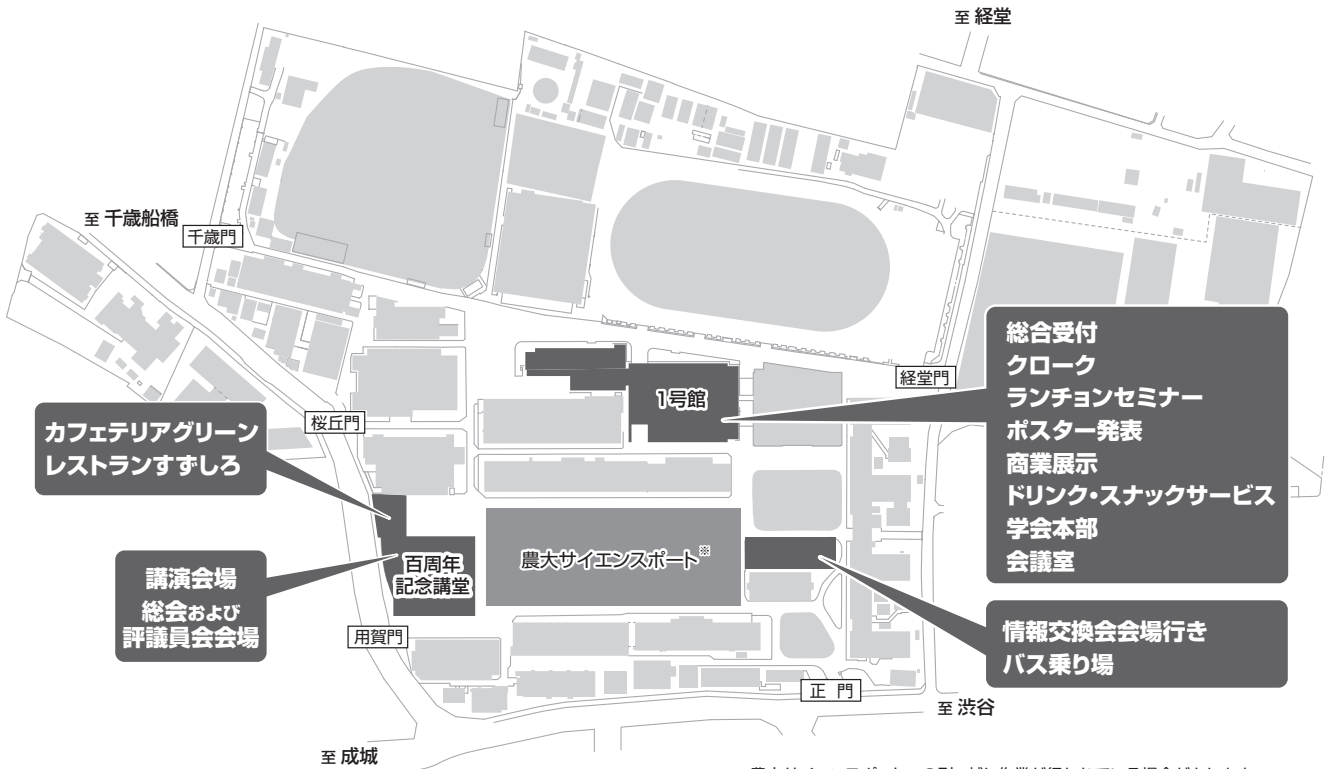 至 経堂
至 千歳船橋
千歳門
経堂門
1号館
総合受付
クローク
ランチョンセミナー
ポスター発表
商業展示
ドリンク・スナックサービス
学会本部
会議室
桜丘門
カフェテリアグリーン
レストランすずしろ
農大サイエンスポート※
百周年
記念講堂
講演会場
総会および
評議員会会場
用賀門
情報交換会会場行き
バス乗り場
正 門
至 渋谷
至 成城